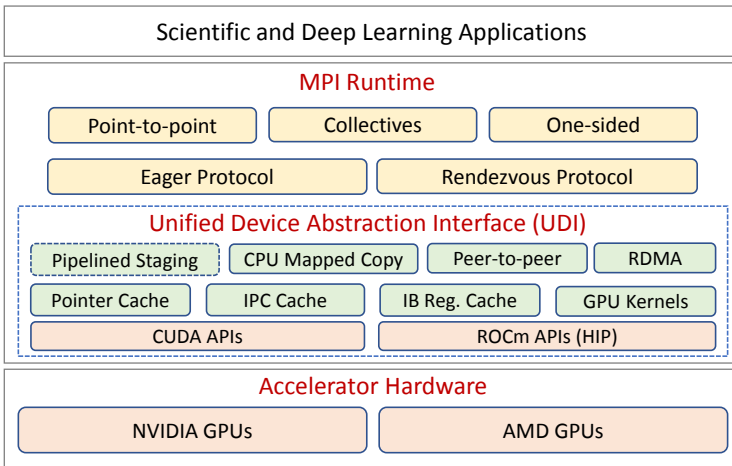 Scientific and Deep Learning Applications
MPI Runtime
Point-to-point
Collectives
One-sided
Eager Protocol
Rendezvous Protocol
Unified Device Abstraction Interface (UDI)
Pipelined Staging
CPU Mapped Copy
Peer-to-peer
RDMA
Pointer Cache
IPC Cache
IB Reg. Cache
GPU Kernels
CUDA APIs
ROCm APIs (HIP)
Accelerator Hardware
NVIDIA GPUs
AMD GPUs